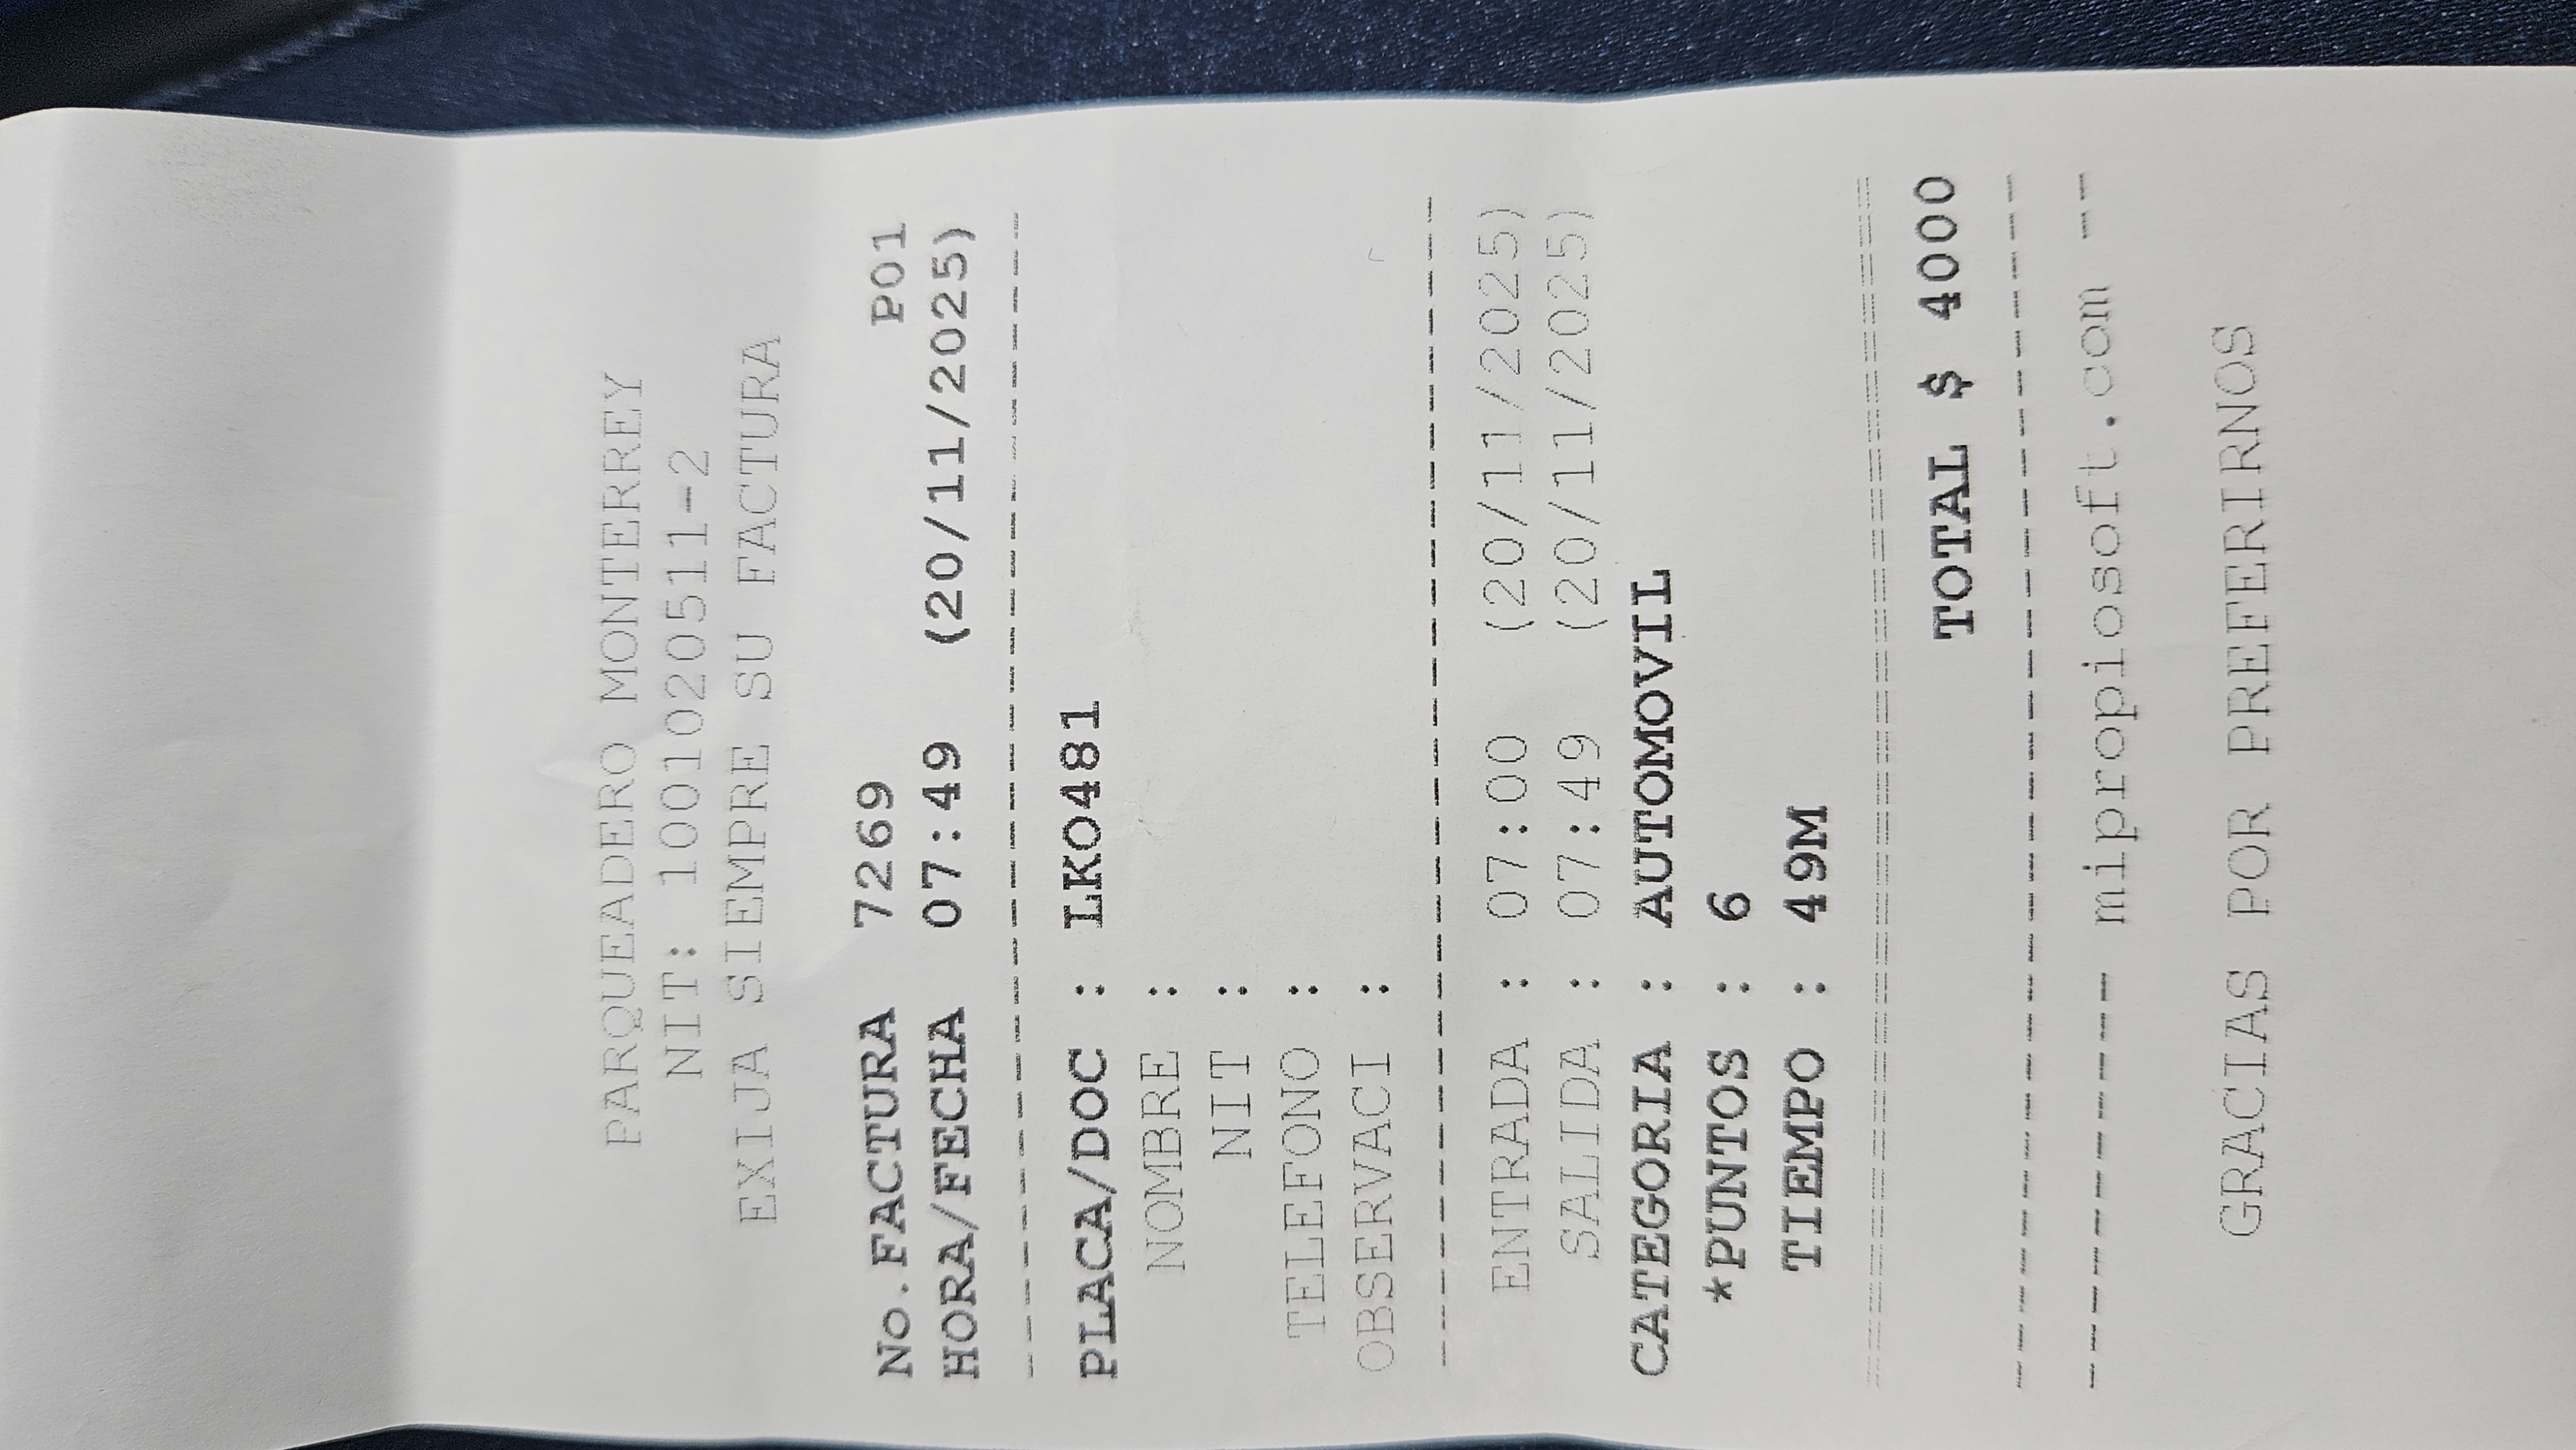 PARQUEADERO MONTERREY
NIT: 1001020511-2
EXIJA SIEMPRE SU FACTURA
No.FACTURA 7269 P01
HORA/FECHA 07:49 (20/11/2025)
--------------------------------
PLACA/DOC : LKO481
NOMBRE :
NIT :
TELEFONO :
OBSERVACI :
--------------------------------
ENTRADA : 07:00 (20/11/2025)
SALIDA : 07:49 (20/11/2025)
CATEGORIA : AUTOMOVIL
*PUNTOS : 6
TIEMPO : 49M
================================
TOTAL $ 4000
--------------------------------
----------- mipropiosoft.com --
GRACIAS POR PREFERIRNOS